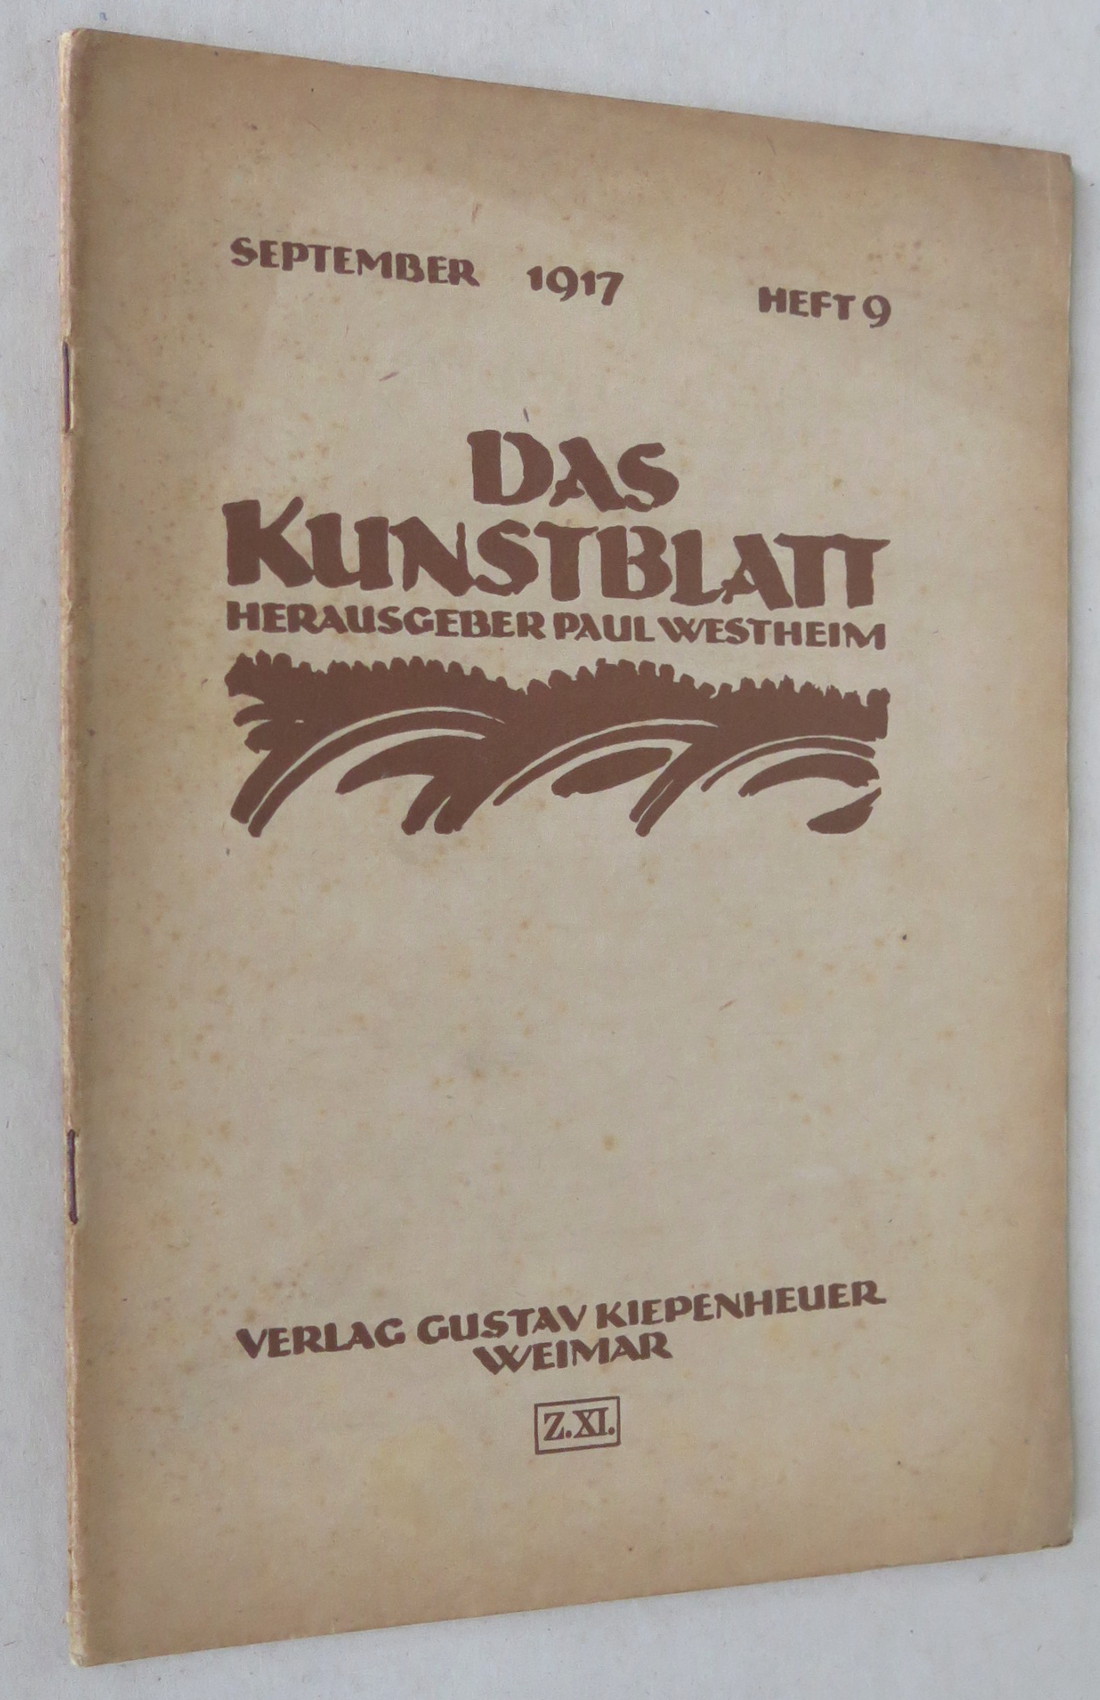 SEPTEMBER 1917 HEFT 9
DAS
KUNSTBLATT
HERAUSGEBER PAUL WESTHEIM
VERLAG GUSTAV KIEPENHEUER
WEIMAR
Z.XI.